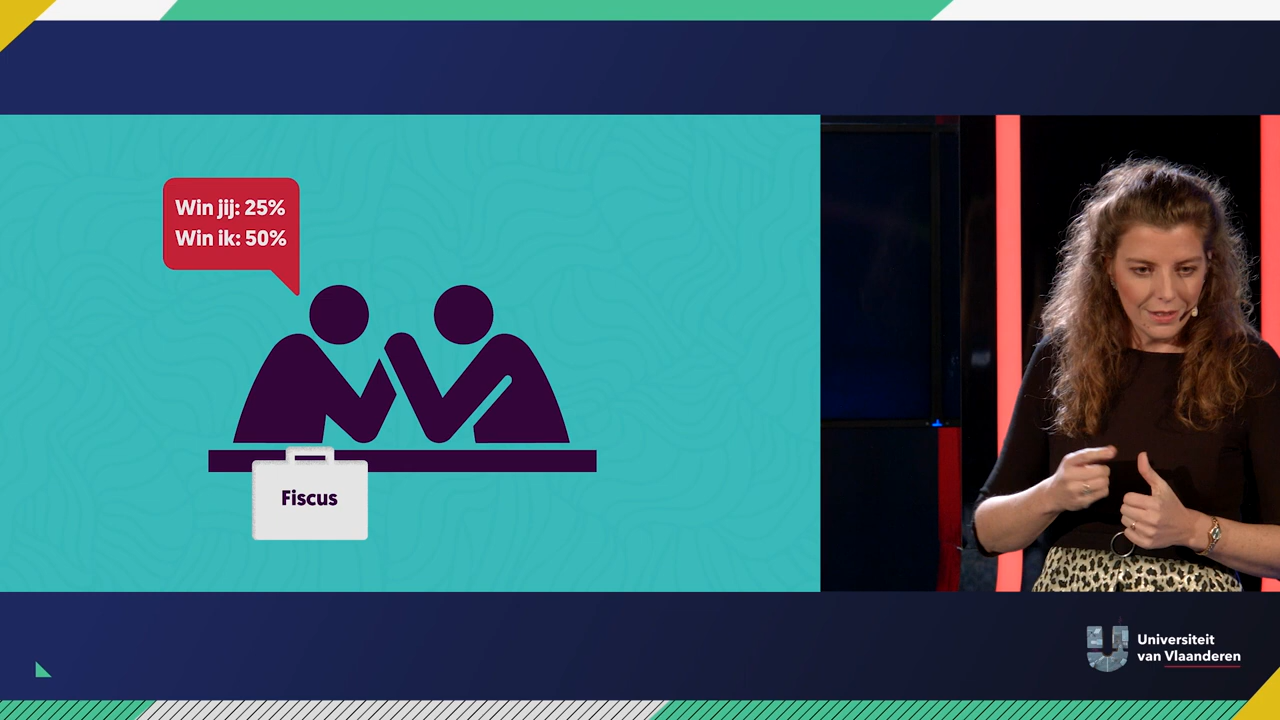 Win jij: 25%
Win ik: 50%
Fiscus
Universiteit
van Vlaanderen